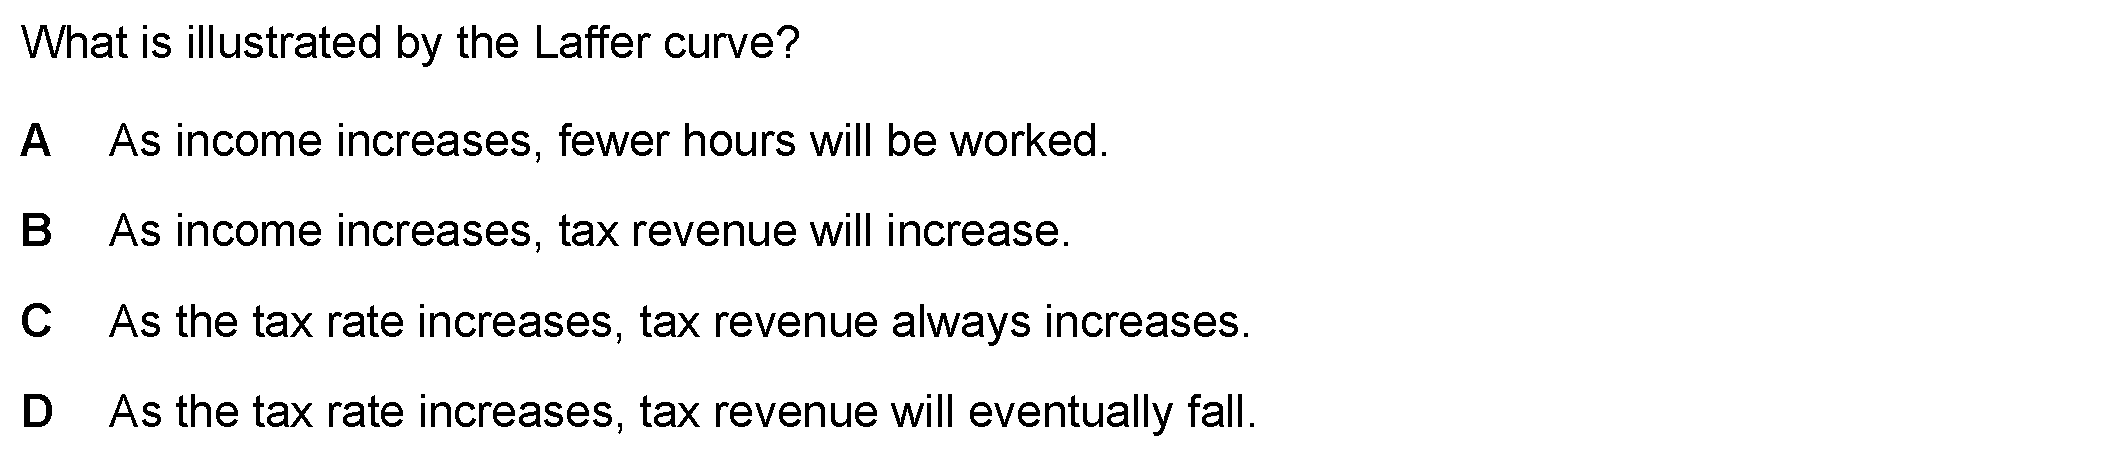 What is illustrated by the Laffer curve?
A As income increases, fewer hours will be worked.
B As income increases, tax revenue will increase.
C As the tax rate increases, tax revenue always increases.
D As the tax rate increases, tax revenue will eventually fall.